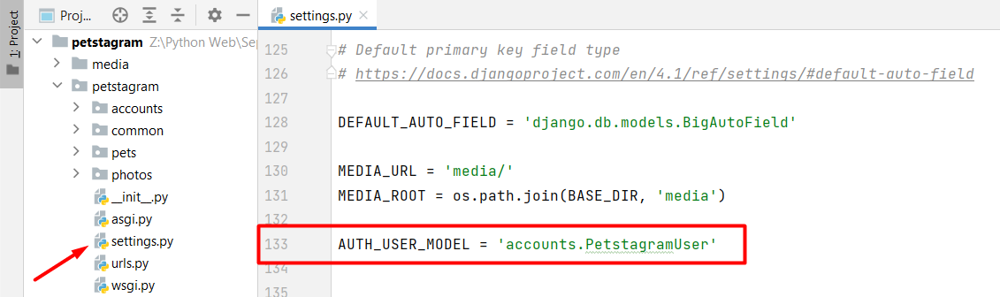 1: Project
Proj...
settings.py
petstagram Z:\Python Web\Sep
media
petstagram
accounts
common
pets
photos
__init__.py
asgi.py
settings.py
urls.py
wsgi.py
125 # Default primary key field type
126 # https://docs.djangoproject.com/en/4.1/ref/settings/#default-auto-field
127
128 DEFAULT_AUTO_FIELD = 'django.db.models.BigAutoField'
129
130 MEDIA_URL = 'media/'
131 MEDIA_ROOT = os.path.join(BASE_DIR, 'media')
132
133 AUTH_USER_MODEL = 'accounts.PetstagramUser'
134
135